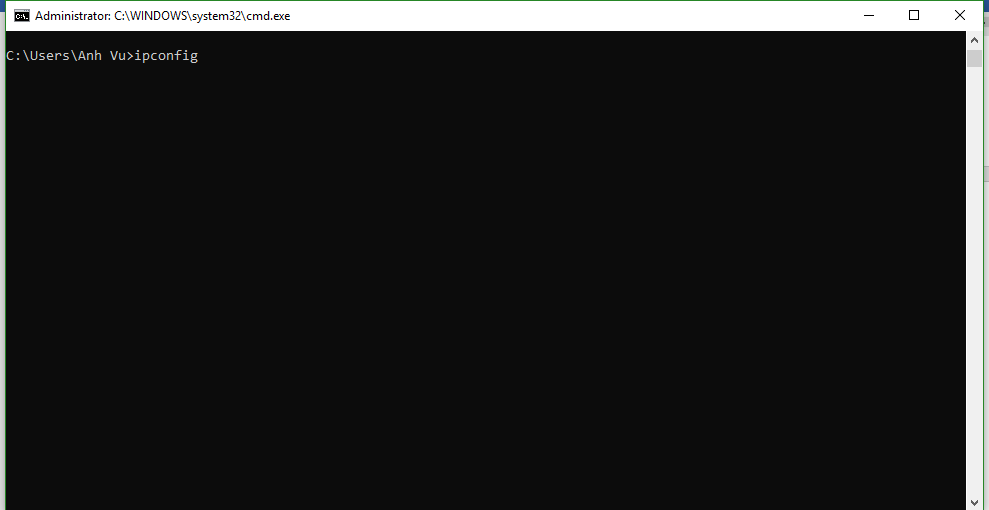 Administrator: C:\WINDOWS\system32\cmd.exe
C:\Users\Anh Vu>ipconfig